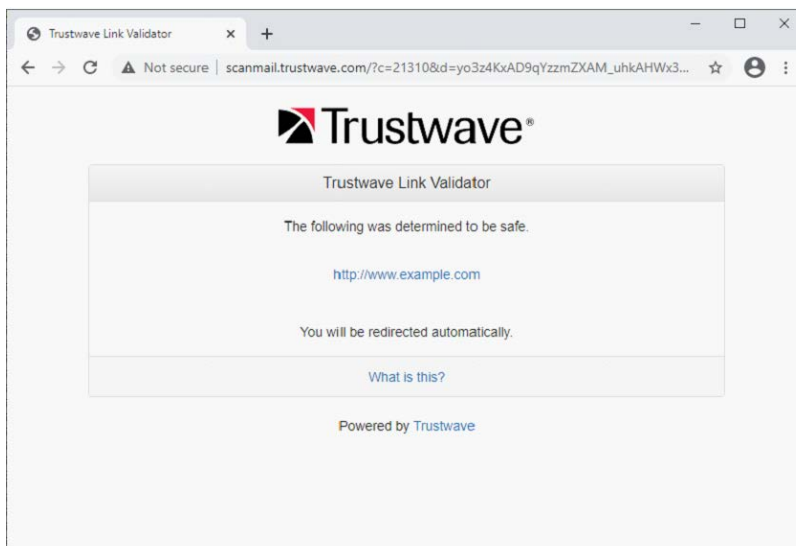 Trustwave Link Validator
Not secure | scanmail.trustwave.com/?c=21310&d=yo3z4KxAD9qYzzmZXAM_uhkAHWx3...
Trustwave®
Trustwave Link Validator
The following was determined to be safe.
http://www.example.com
You will be redirected automatically.
What is this?
Powered by Trustwave